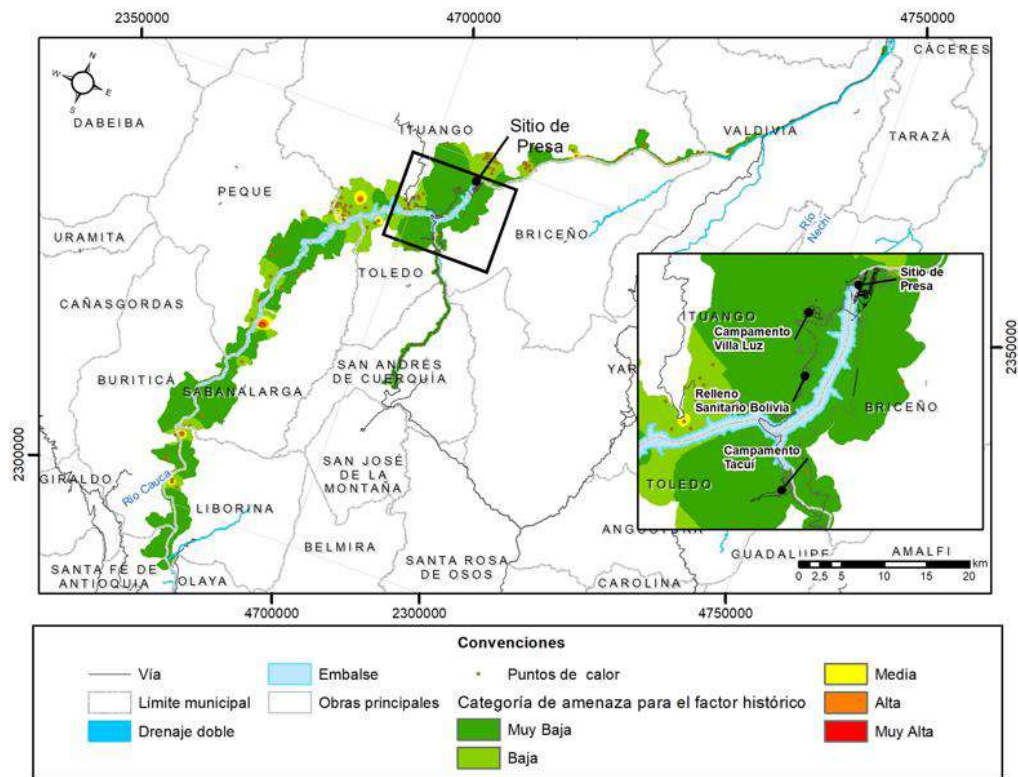 2350000
4700000
4750000
N
W
E
S
CÁCERES
DABEIBA
ITUANGO
Sitio de
Presa
VALDIVIA
TARAZÁ
PEQUE
URAMITA
BRICEÑO
Río
Nechí
TOLEDO
CAÑASGORDAS
Sitio de
Presa
ITUANGO
Campamento
Villa Luz
2350000
SAN ANDRÉS
DE CUERQUÍA
YAR
BURITICÁ
SABANALARGA
Relleno
Sanitario Bolivia
BRICEÑO
2300000
Campamento
Tacuí
SAN JOSÉ
DE LA
MONTAÑA
TOLEDO
GIRALDO
Río Cauca
LIBORINA
ANGOSTURA
BELMIRA
GUADALUPE
AMALFI
SANTA FÉ DE
ANTIOQUIA
OLAYA
SANTA ROSA
DE OSOS
CAROLINA
km
0 2,5 5 10 15 20
4700000
2300000
4750000
Convenciones
Vía
Límite municipal
Drenaje doble
Embalse
Obras principales
Puntos de calor
Categoría de amenaza para el factor histórico
Muy Baja
Baja
Media
Alta
Muy Alta